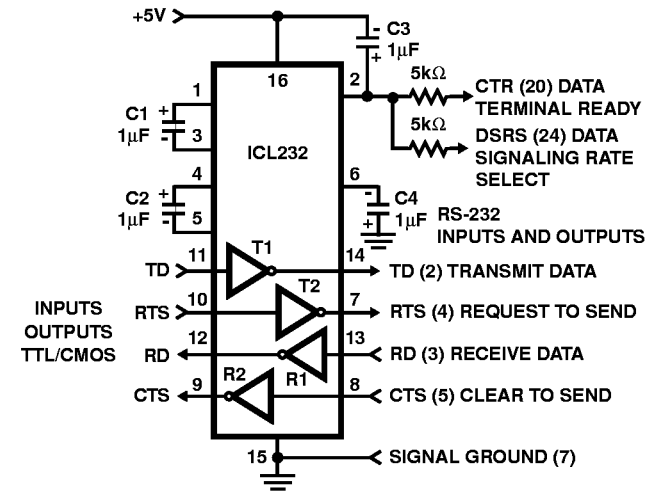 +5V
C3
-
1μF
+
16
1
2
5kΩ
CTR (20) DATA
TERMINAL READY
C1
+
1μF
-
3
5kΩ
DSRS (24) DATA
SIGNALING RATE
SELECT
ICL232
4
6
C2
+
1μF
-
5
-
C4
1μF
+
RS-232
INPUTS AND OUTPUTS
T1
TD
11
14
TD (2) TRANSMIT DATA
T2
RTS
10
7
RTS (4) REQUEST TO SEND
INPUTS
OUTPUTS
TTL/CMOS
RD
12
13
RD (3) RECEIVE DATA
R1
CTS
9
R2
8
CTS (5) CLEAR TO SEND
15
SIGNAL GROUND (7)